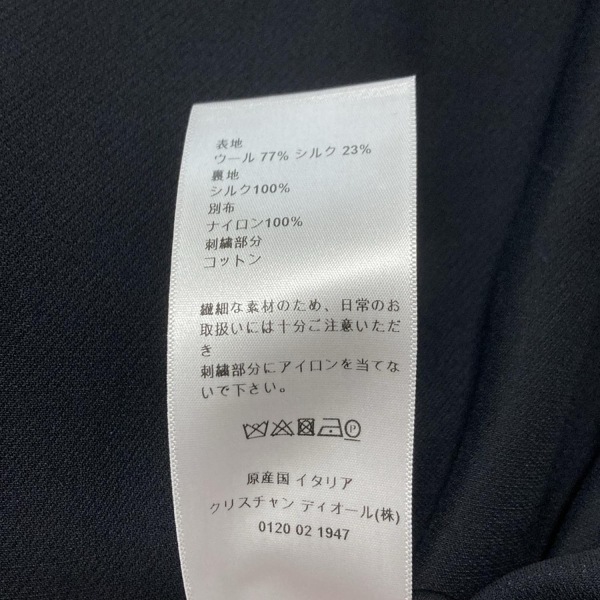 表地
ウール 77% シルク 23%
裏地
シルク100%
別布
ナイロン100%
刺繍部分
コットン
繊細な素材のため、日常のお
取扱いには十分ご注意いただ
き
刺繍部分にアイロンを当てな
いで下さい。
P
原産国 イタリア
クリスチャン ディオール(株)
0120 02 1947